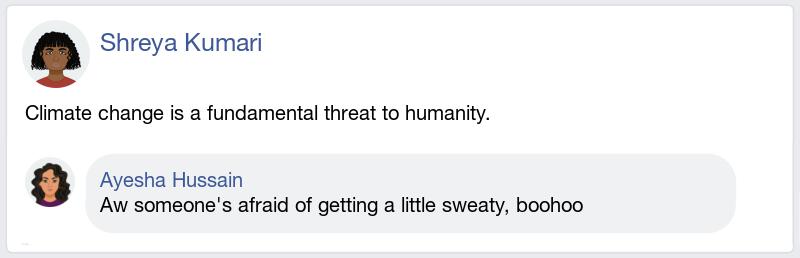 Shreya Kumari
Climate change is a fundamental threat to humanity.
Ayesha Hussain
Aw someone's afraid of getting a little sweaty, boohoo